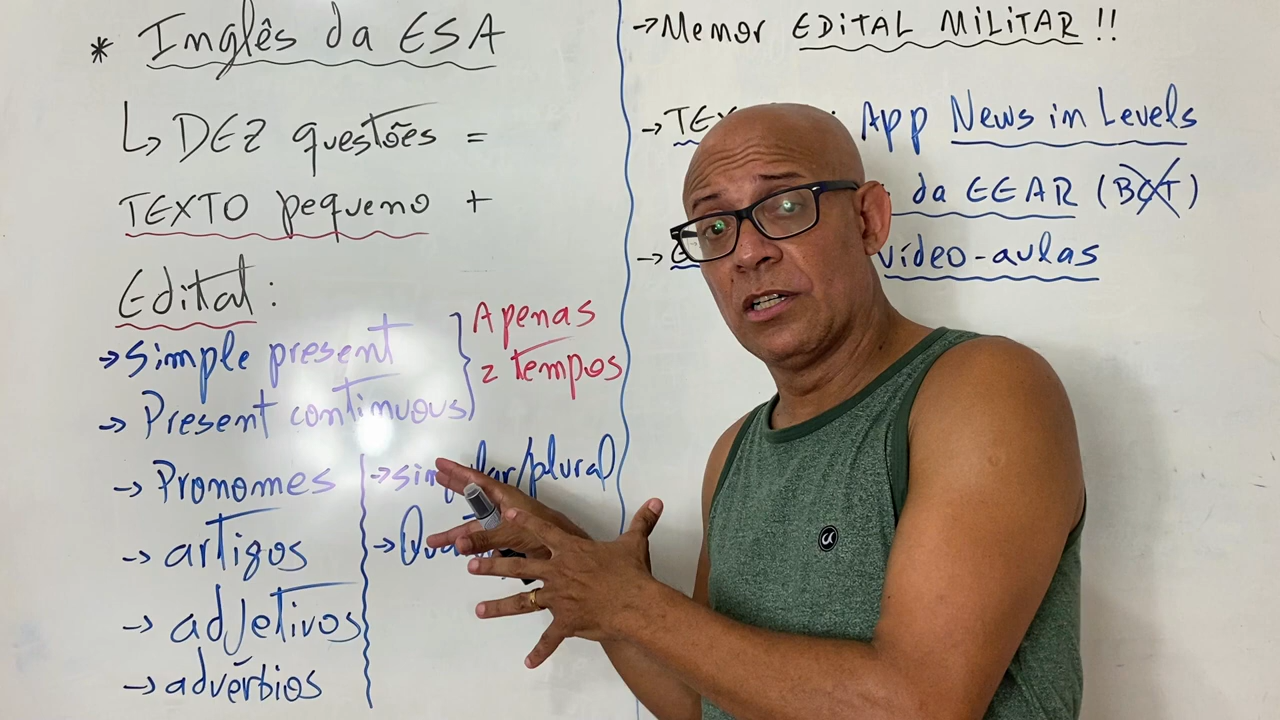 * Inglês da ESA
↳ DEZ questões =
TEXTO pequeno +
Edital:
→ Simple present
→ Present continuous
} Apenas
2 tempos
→ Pronomes
→ artigos
→ adjetivos
→ advérbios
→ /plural
→
→ Menor EDITAL MILITAR !!
→ : App News in Levels
da EEAR (BCT)
→ vídeo-aulas